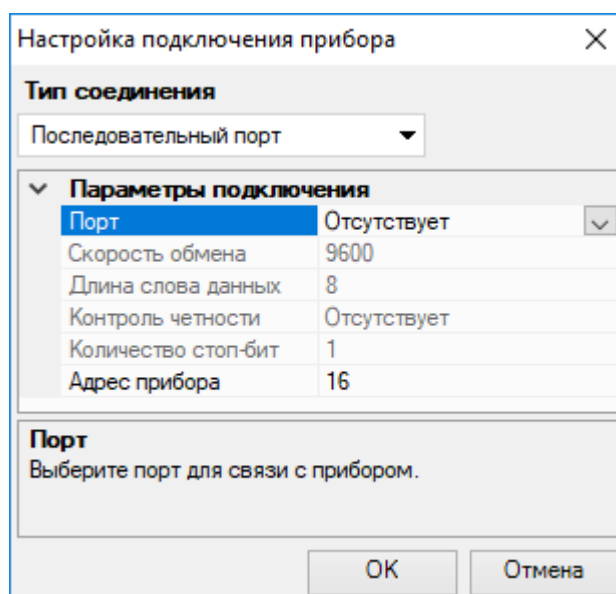 Настройка подключения прибора
Тип соединения
Последовательный порт
Параметры подключения
Порт Отсутствует
Скорость обмена 9600
Длина слова данных 8
Контроль четности Отсутствует
Количество стоп-бит 1
Адрес прибора 16
Порт
Выберите порт для связи с прибором.
OK Отмена